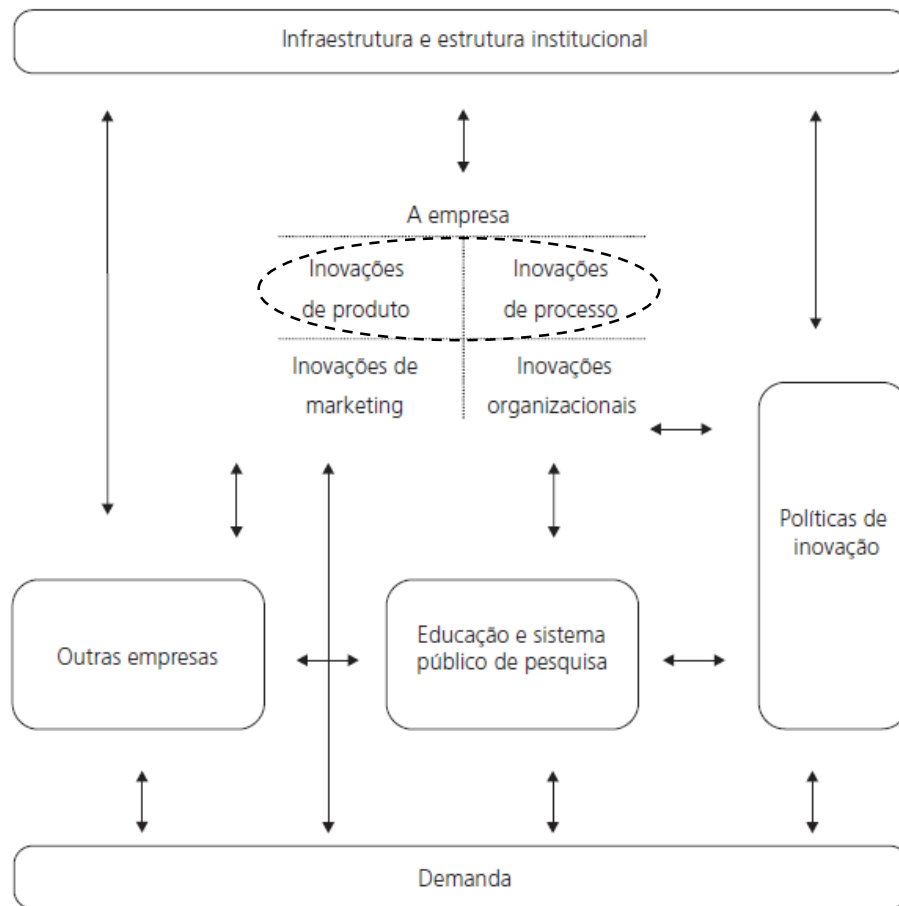 Infraestrutura e estrutura institucional
A empresa
Inovações
de produto
Inovações
de processo
Inovações de
marketing
Inovações
organizacionais
Políticas de
inovação
Outras empresas
Educação e sistema
público de pesquisa
Demanda